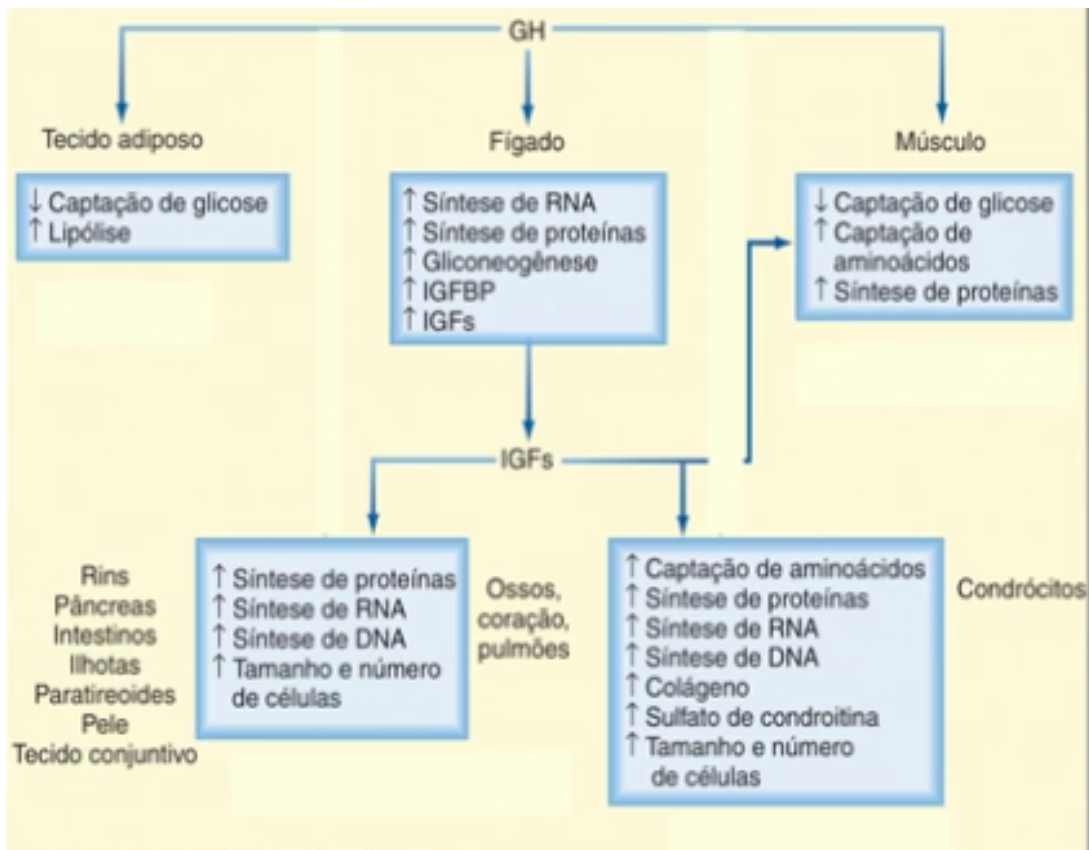 GH
Tecido adiposo
Fígado
Músculo
↓ Captação de glicose
↑ Lipólise
↑ Síntese de RNA
↑ Síntese de proteínas
↑ Gliconeogênese
↑ IGFBP
↑ IGFs
↓ Captação de glicose
↑ Captação de
aminoácidos
↑ Síntese de proteínas
IGFs
Rins
Pâncreas
Intestinos
Ilhotas
Paratireoides
Pele
Tecido conjuntivo
↑ Síntese de proteínas
↑ Síntese de RNA
↑ Síntese de DNA
↑ Tamanho e número
de células
Ossos,
coração,
pulmões
↑ Captação de aminoácidos
↑ Síntese de proteínas
↑ Síntese de RNA
↑ Síntese de DNA
↑ Colágeno
↑ Sulfato de condroitina
↑ Tamanho e número
de células
Condrócitos